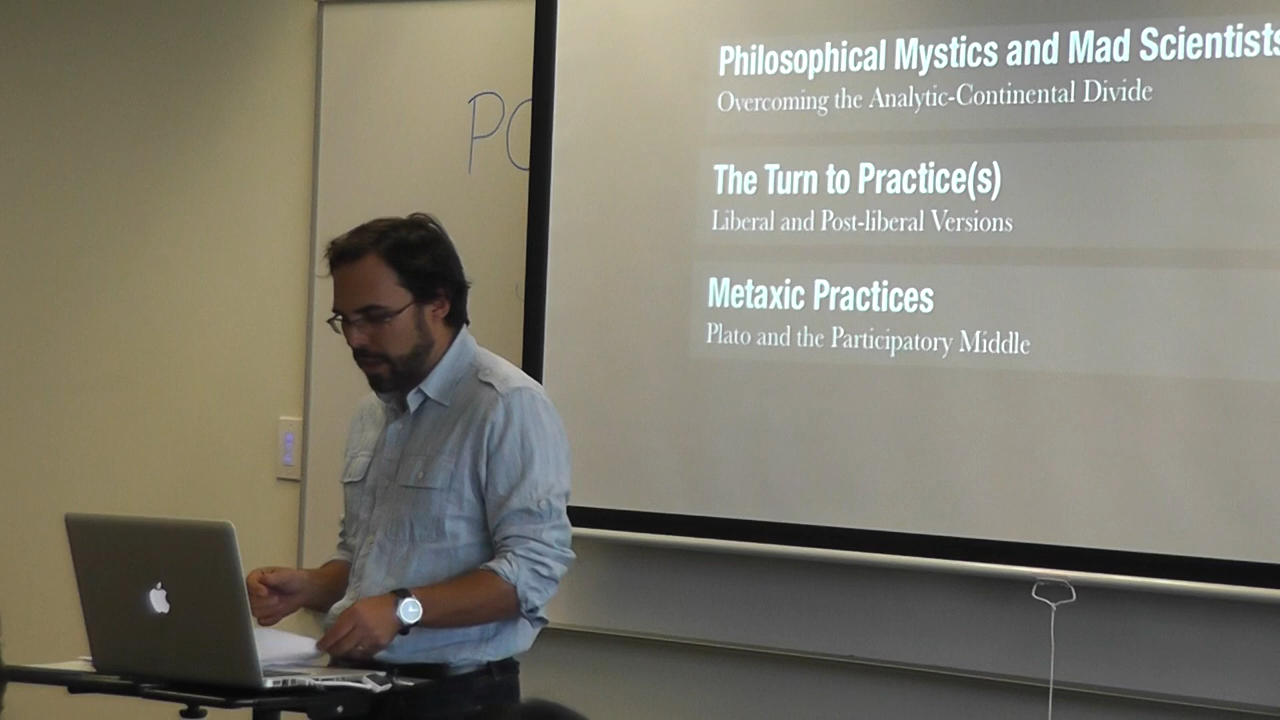 Philosophical Mystics and Mad Scientists
Overcoming the Analytic-Continental Divide
The Turn to Practice(s)
Liberal and Post-liberal Versions
Metaxic Practices
Plato and the Participatory Middle
PO